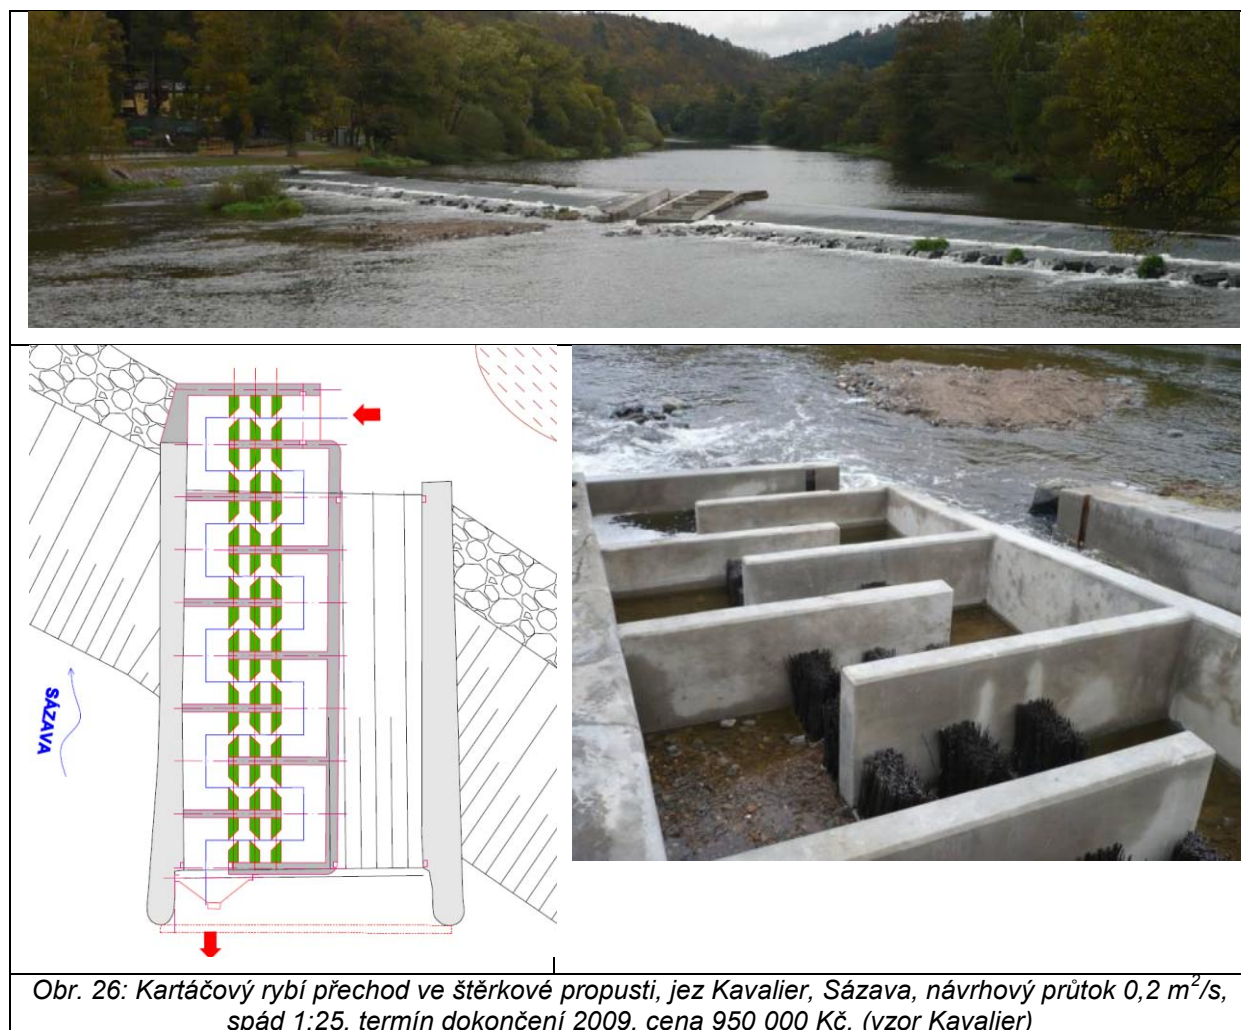 SÁZAVA
Obr. 26: Kartáčový rybí přechod ve štěrkové propusti, jez Kavalier, Sázava, návrhový průtok 0,2 m²/s,
spád 1:25, termín dokončení 2009, cena 950 000 Kč. (vzor Kavalier)